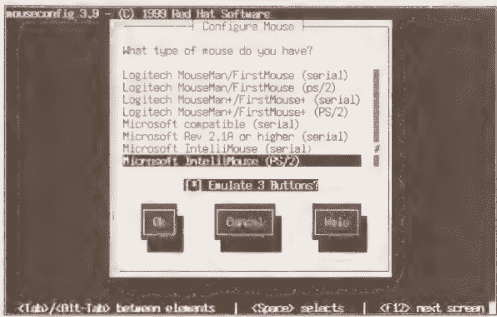 mouseconfig 3.9 - (C) 1999 Red Hat Software
Configure Mouse
What type of mouse do you have?
Logitech MouseMan/FirstMouse (serial)
Logitech MouseMan/FirstMouse (ps/2)
Logitech MouseMan+/FirstMouse+ (serial)
Logitech MouseMan+/FirstMouse+ (PS/2)
Microsoft compatible (serial)
Microsoft Rev 2.1A or higher (serial)
Microsoft IntelliMouse (serial)
Microsoft IntelliMouse (PS/2)
[*] Emulate 3 Buttons?
Ok Cancel Help
<Tab>/<Alt-Tab> between elements | <Space> selects | <F12> next screen